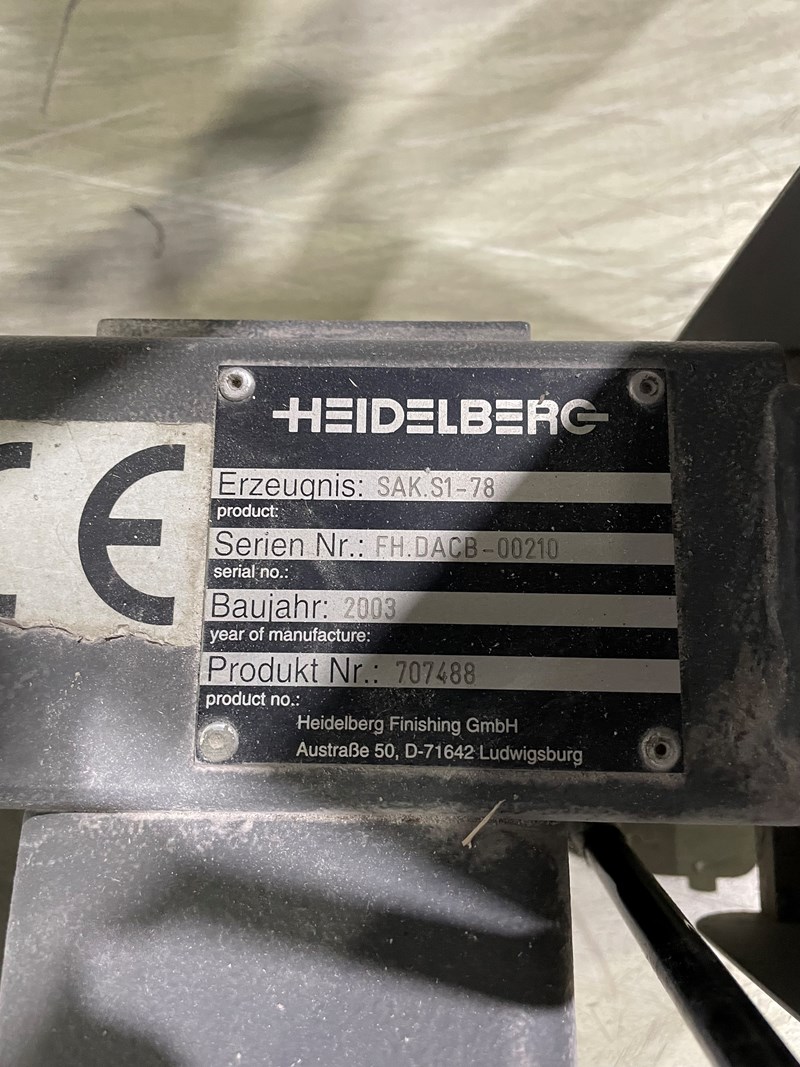 CE
HEIDELBERG
Erzeugnis: SAK.S1-78
product:
Serien Nr.: FH.DACB-00210
serial no.:
Baujahr: 2003
year of manufacture:
Produkt Nr.: 707488
product no.:
Heidelberg Finishing GmbH
Austraße 50, D-71642 Ludwigsburg